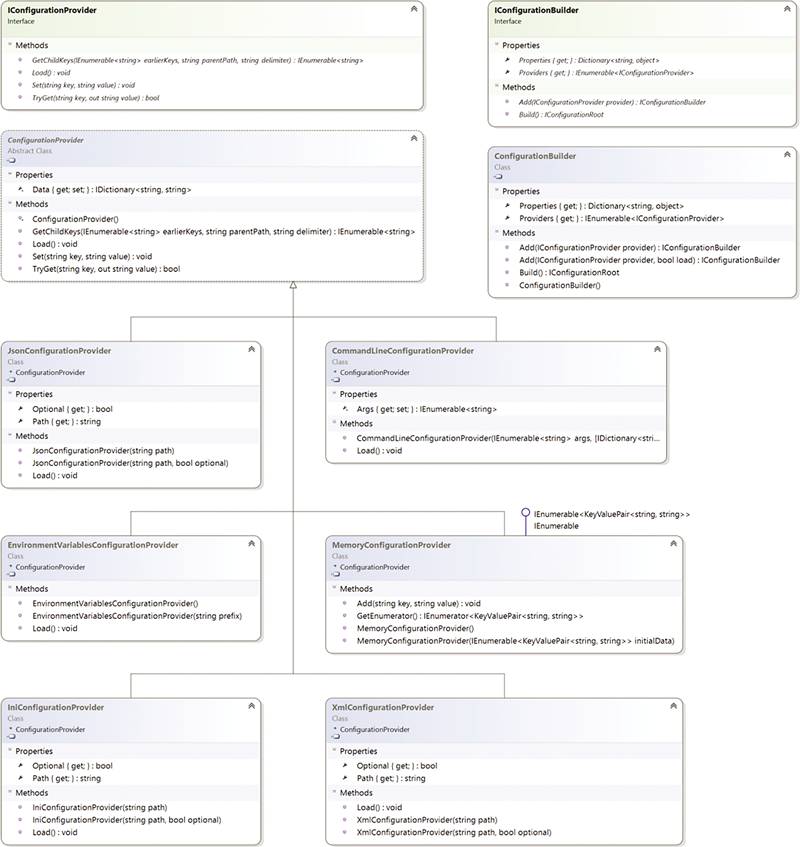 IConfigurationProvider
Interface
Methods
GetChildKeys(IEnumerable<string> earlierKeys, string parentPath, string delimiter) : IEnumerable<string>
Load() : void
Set(string key, string value) : void
TryGet(string key, out string value) : bool
IConfigurationBuilder
Interface
Properties
Properties { get; } : Dictionary<string, object>
Providers { get; } : IEnumerable<IConfigurationProvider>
Methods
Add(IConfigurationProvider provider) : IConfigurationBuilder
Build() : IConfigurationRoot
ConfigurationProvider
Abstract Class
Properties
Data { get; set; } : IDictionary<string, string>
Methods
ConfigurationProvider()
GetChildKeys(IEnumerable<string> earlierKeys, string parentPath, string delimiter) : IEnumerable<string>
Load() : void
Set(string key, string value) : void
TryGet(string key, out string value) : bool
ConfigurationBuilder
Class
Properties
Properties { get; } : Dictionary<string, object>
Providers { get; } : IEnumerable<IConfigurationProvider>
Methods
Add(IConfigurationProvider provider) : IConfigurationBuilder
Add(IConfigurationProvider provider, bool load) : IConfigurationBuilder
Build() : IConfigurationRoot
ConfigurationBuilder()
JsonConfigurationProvider
Class
ConfigurationProvider
Properties
Optional { get; } : bool
Path { get; } : string
Methods
JsonConfigurationProvider(string path)
JsonConfigurationProvider(string path, bool optional)
Load() : void
CommandLineConfigurationProvider
Class
ConfigurationProvider
Properties
Args { get; set; } : IEnumerable<string>
Methods
CommandLineConfigurationProvider(IEnumerable<string> args, [IDictionary<stri...
Load() : void
EnvironmentVariablesConfigurationProvider
Class
ConfigurationProvider
Methods
EnvironmentVariablesConfigurationProvider()
EnvironmentVariablesConfigurationProvider(string prefix)
Load() : void
IEnumerable<KeyValuePair<string, string>>
IEnumerable
MemoryConfigurationProvider
Class
ConfigurationProvider
Methods
Add(string key, string value) : void
GetEnumerator() : IEnumerator<KeyValuePair<string, string>>
MemoryConfigurationProvider()
MemoryConfigurationProvider(IEnumerable<KeyValuePair<string, string>> initialData)
IniConfigurationProvider
Class
ConfigurationProvider
Properties
Optional { get; } : bool
Path { get; } : string
Methods
IniConfigurationProvider(string path)
IniConfigurationProvider(string path, bool optional)
Load() : void
XmlConfigurationProvider
Class
ConfigurationProvider
Properties
Optional { get; } : bool
Path { get; } : string
Methods
Load() : void
XmlConfigurationProvider(string path)
XmlConfigurationProvider(string path, bool optional)